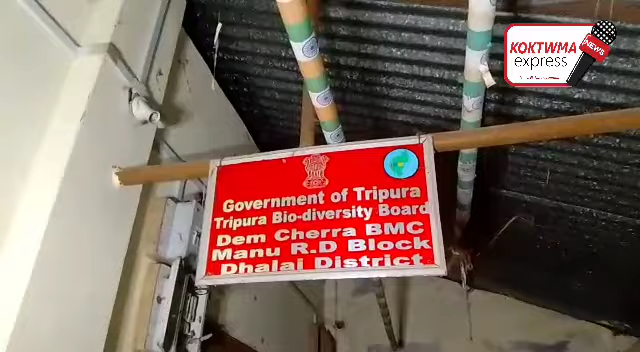 KOKTWMA
express
NEWS
Government of Tripura
Tripura Bio-diversity Board
Dem Cherra BMC
Manu R.D Block
Dhalai District